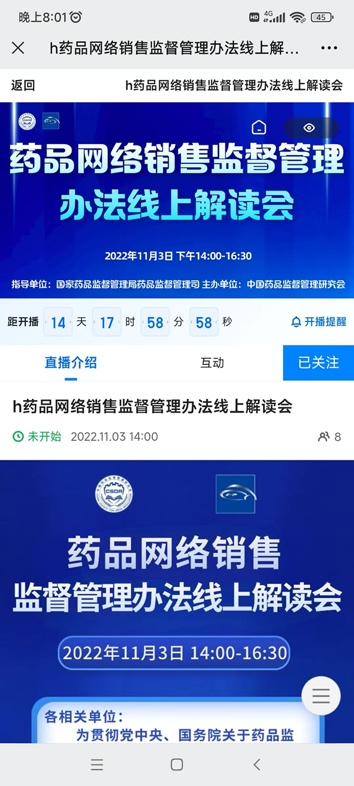 晚上8:01
HD 4G 45
h药品网络销售监督管理办法线上解...
返回
h药品网络销售监督管理办法线上解读会
药品网络销售监督管理
办法线上解读会
2022年11月3日 下午14:00-16:30
指导单位：国家药品监督管理局药品监督管理司 主办单位：中国药品监督管理研究会
距开播 14 天 17 时 58 分 58 秒
开播提醒
直播介绍
互动
已关注
h药品网络销售监督管理办法线上解读会
未开始 2022.11.03 14:00
8
CSDR
药品网络销售
监督管理办法线上解读会
2022年11月3日 14:00-16:30
各相关单位：
为贯彻党中央、国务院关于药品监